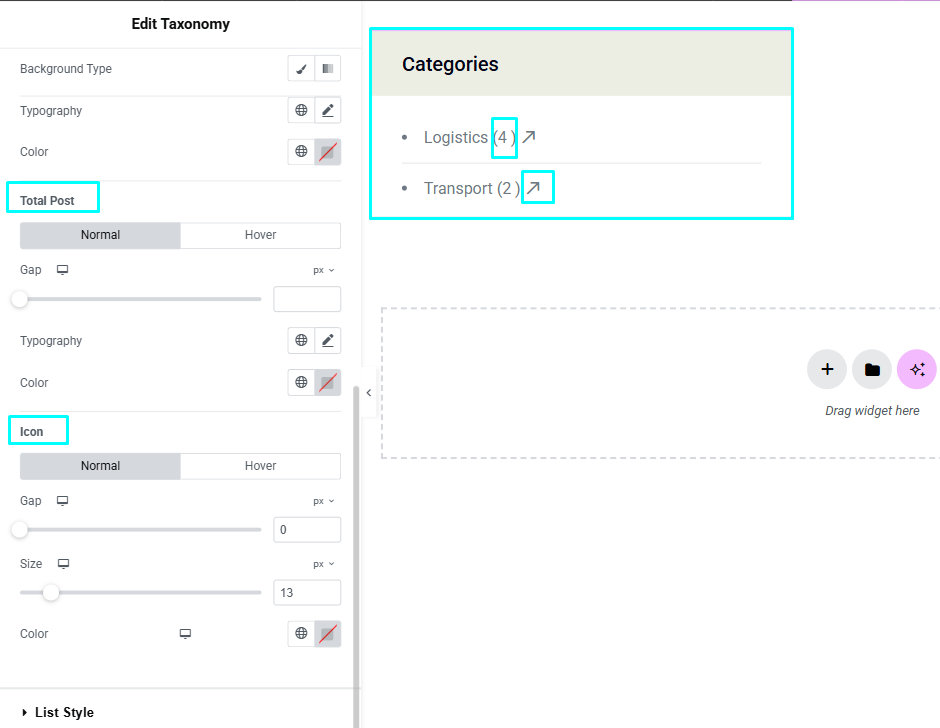 Edit Taxonomy
Background Type
Typography
Color
Total Post
Normal Hover
Gap px
Typography
Color
Icon
Normal Hover
Gap px
0
Size px
13
Color
List Style
Categories
Logistics (4 )
Transport (2 )
Drag widget here